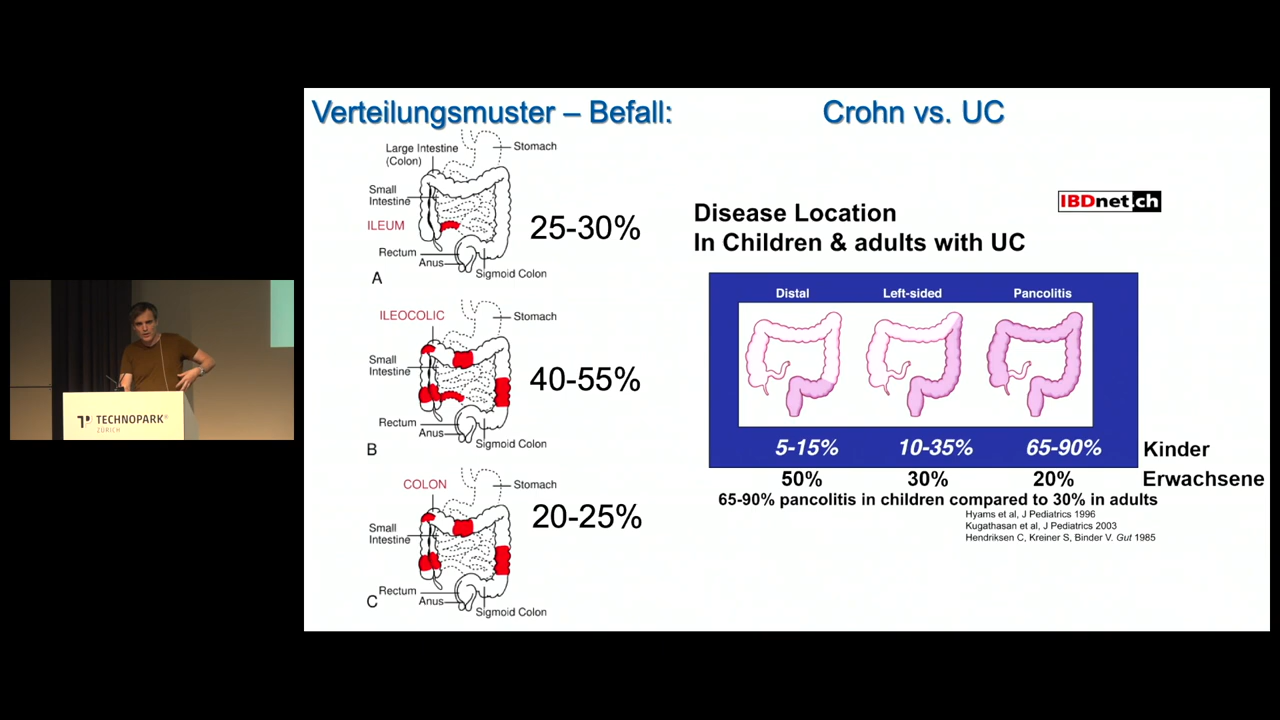 Verteilungsmuster – Befall:
Crohn vs. UC
Large Intestine
(Colon)
Stomach
Small
Intestine
ILEUM
25-30%
Rectum
Anus
Sigmoid Colon
A
ILEOCOLIC
Stomach
Small
Intestine
40-55%
Rectum
Anus
Sigmoid Colon
B
COLON
Stomach
Small
Intestine
20-25%
Rectum
Anus
Sigmoid Colon
C
IBDnet.ch
Disease Location
In Children & adults with UC
Distal Left-sided Pancolitis
5-15% 10-35% 65-90% Kinder
50% 30% 20% Erwachsene
65-90% pancolitis in children compared to 30% in adults
Hyams et al, J Pediatrics 1996
Kugathasan et al, J Pediatrics 2003
Hendriksen C, Kreiner S, Binder V. Gut 1985
TECHNOPARK®
ZÜRICH